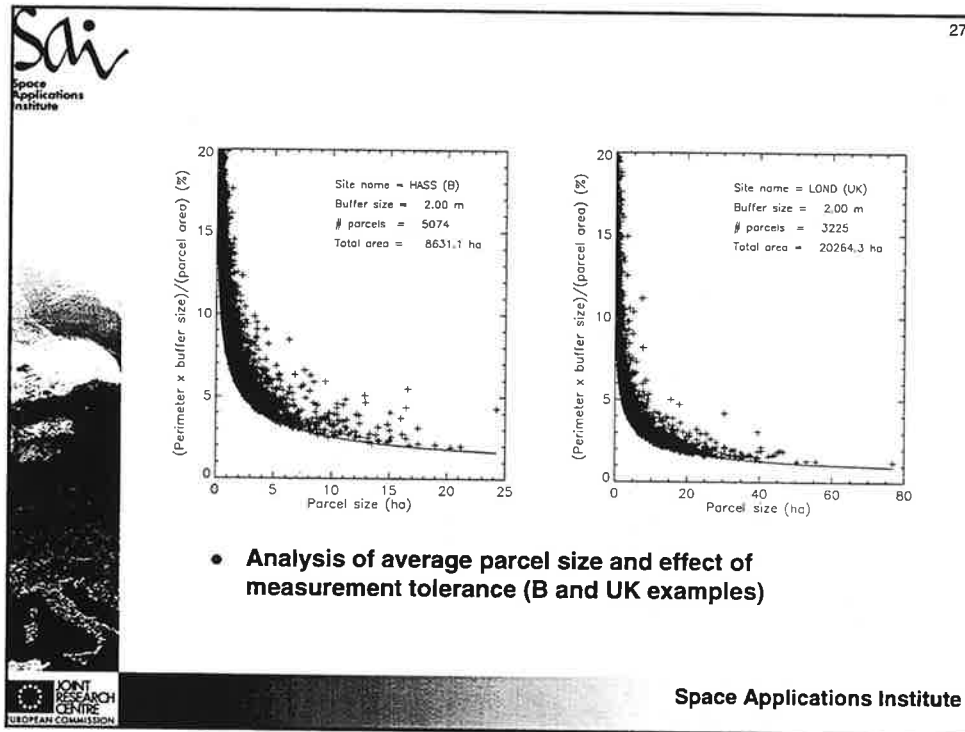 27
Sai
Space
Applications
Institute
(Perimeter x buffer size)/(parcel area) (%)
20
15
10
5
0
Site name = HASS (B)
Buffer size = 2.00 m
# parcels = 5074
Total area = 8631.1 ha
0 5 10 15 20 25
Parcel size (ha)
(Perimeter x buffer size)/(parcel area) (%)
20
15
10
5
0
Site name = LOND (UK)
Buffer size = 2.00 m
# parcels = 3225
Total area = 20264.3 ha
0 20 40 60 80
Parcel size (ha)
• Analysis of average parcel size and effect of
measurement tolerance (B and UK examples)
JOINT
RESEARCH
CENTRE
EUROPEAN COMMISSION
Space Applications Institute